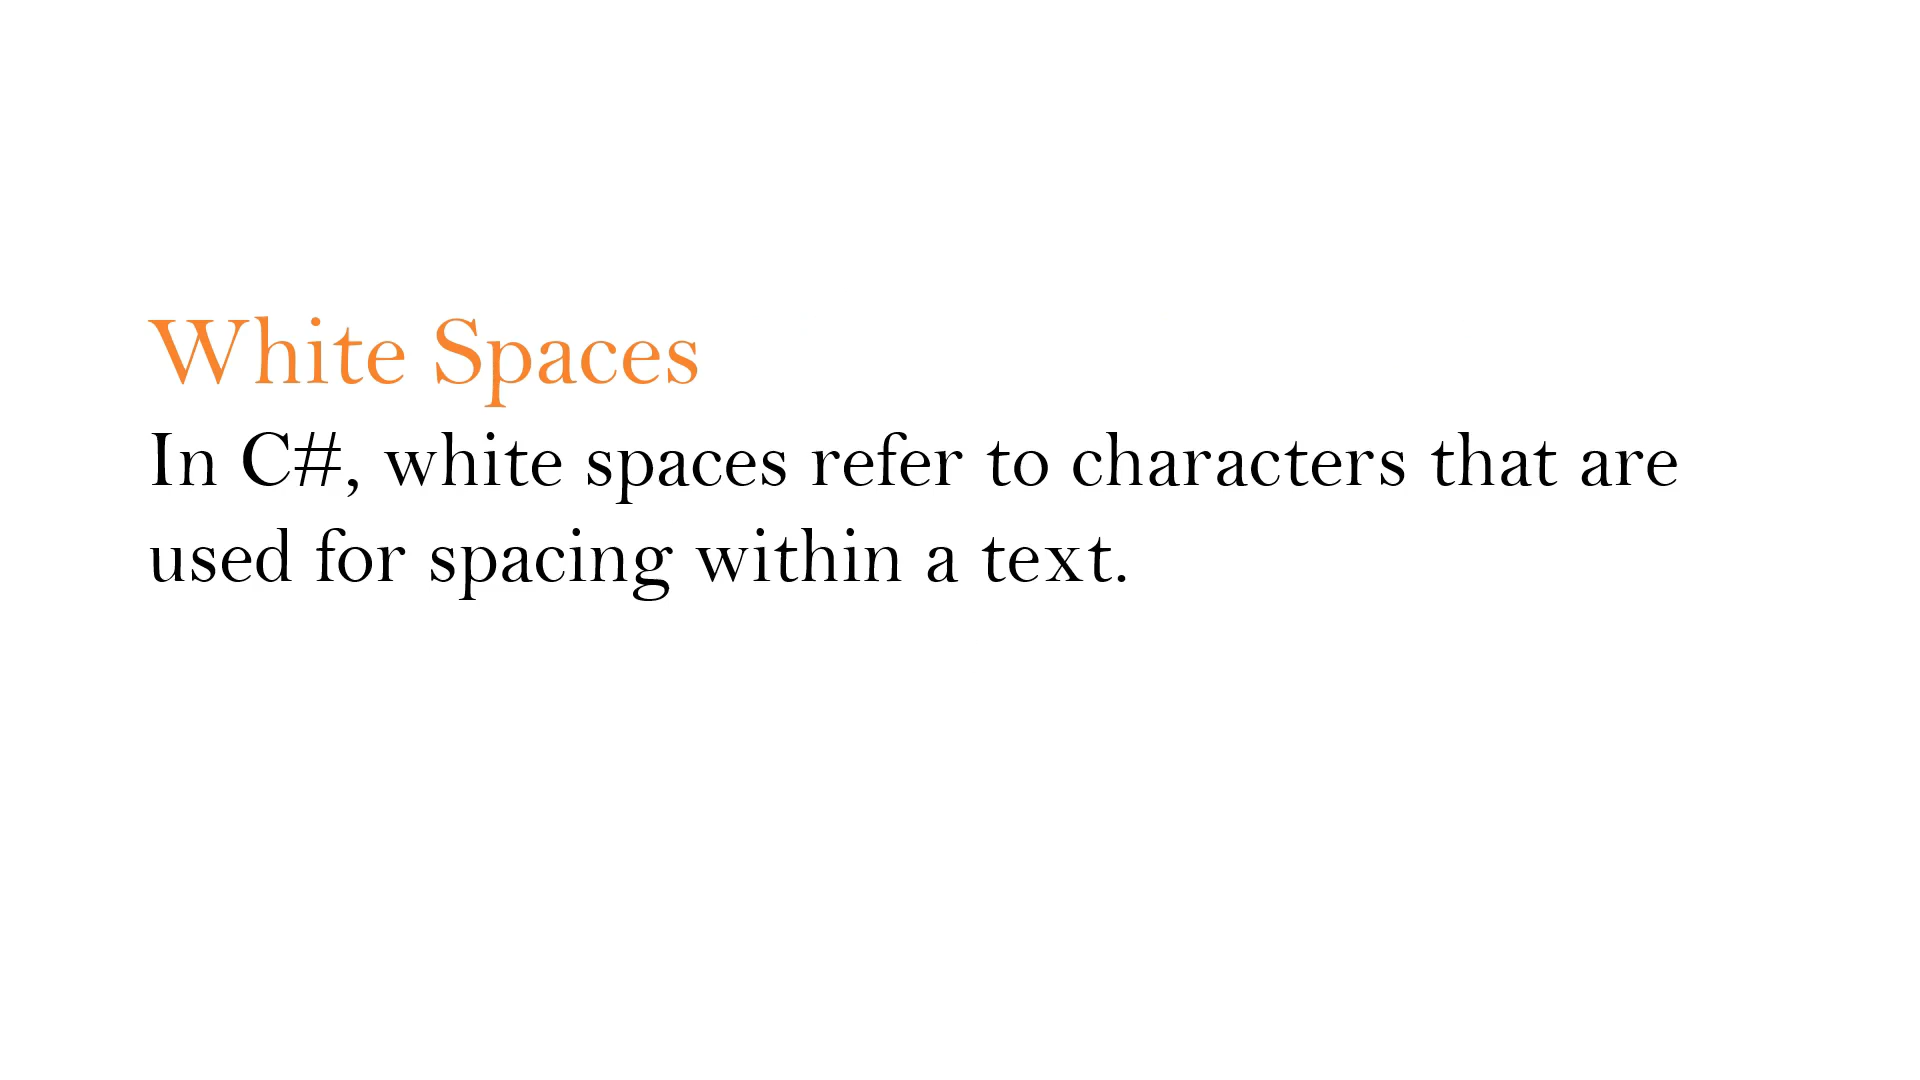 White Spaces
In C#, white spaces refer to characters that are
used for spacing within a text.